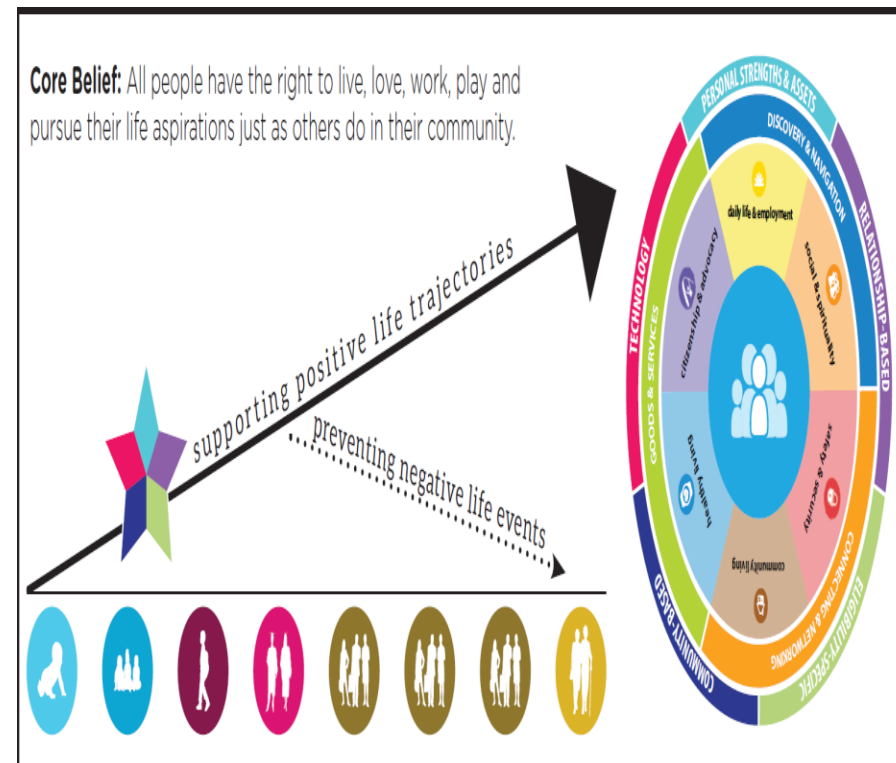 Core Belief: All people have the right to live, love, work, play and
pursue their life aspirations just as others do in their community.
supporting positive life trajectories
preventing negative life events
PERSONAL STRENGTHS & ASSETS
RELATIONSHIP-BASED
ELIGIBILITY-SPECIFIC
COMMUNITY-BASED
TECHNOLOGY
DISCOVERY & NAVIGATION
CONNECTING & NETWORKING
GOODS & SERVICES
daily life & employment
social & spirituality
safety & security
community living
healthy living
citizenship & advocacy